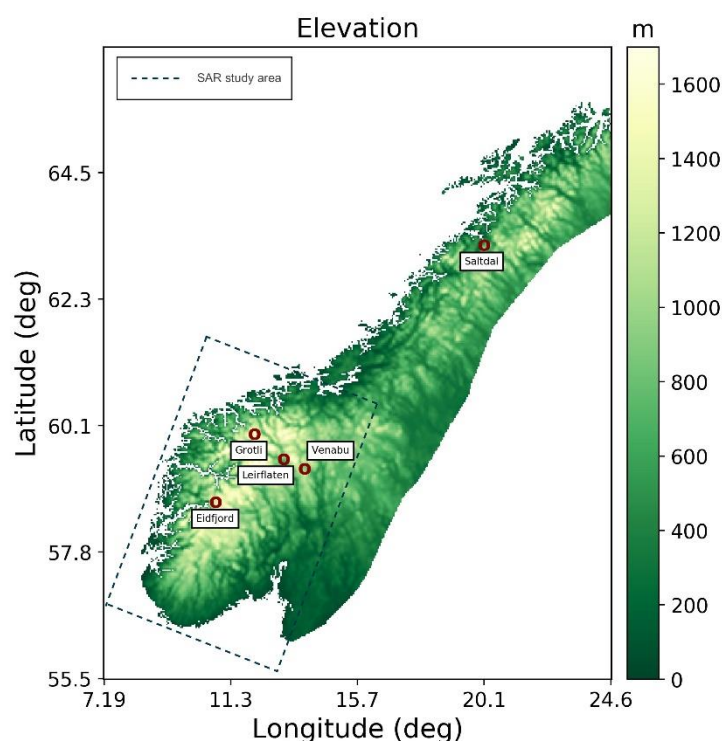 Elevation
m
SAR study area
1600
1400
1200
1000
800
600
400
200
0
64.5
62.3
60.1
57.8
55.5
Latitude (deg)
Saltdal
Grotli
Venabu
Leirflaten
Eidfjord
7.19 11.3 15.7 20.1 24.6
Longitude (deg)